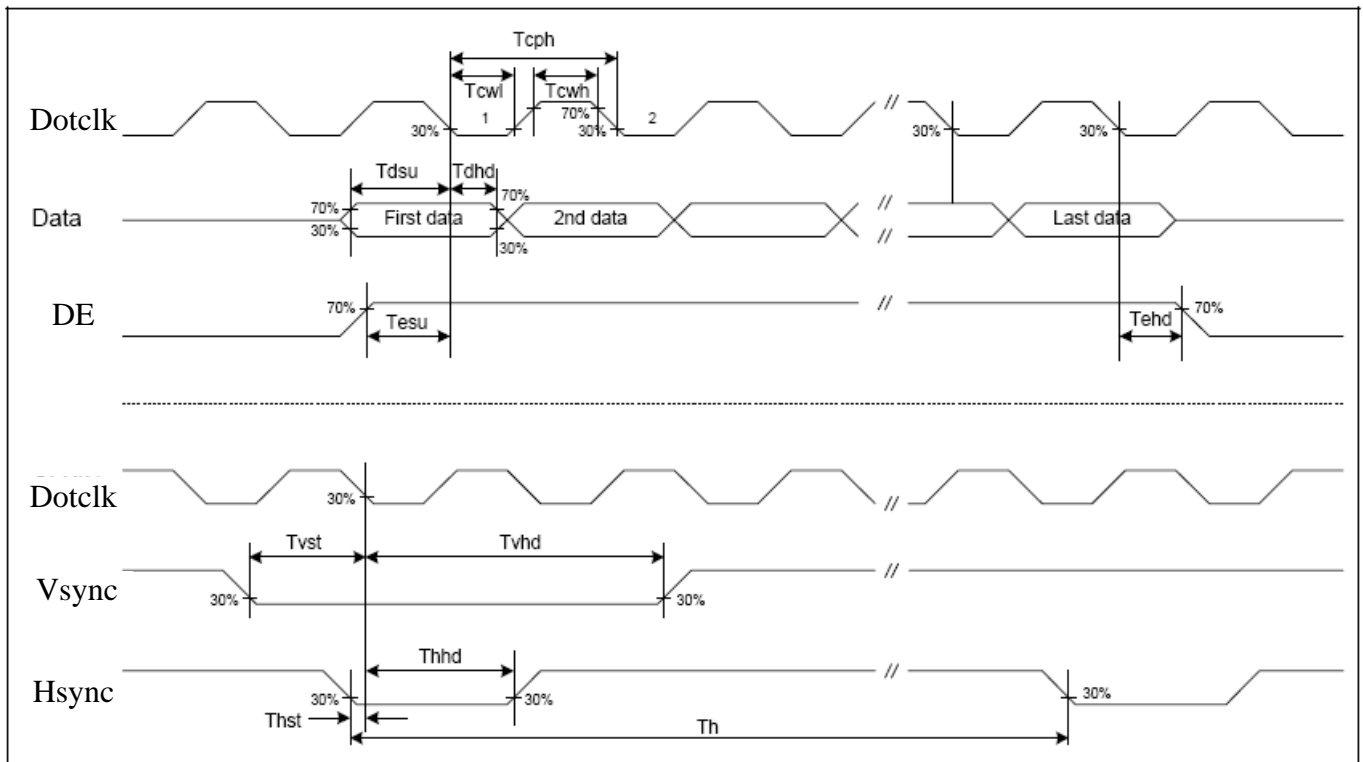 Tcph
Tcwl
Tcwh
Dotclk
30%
1
70%
30%
2
30%
30%
Tdsu
Tdhd
Data
70%
30%
First data
70%
30%
2nd data
//
//
Last data
DE
70%
Tesu
//
Tehd
70%
Dotclk
30%
//
Tvst
Tvhd
Vsync
30%
30%
//
Thhd
Hsync
30%
30%
//
30%
Thst
Th